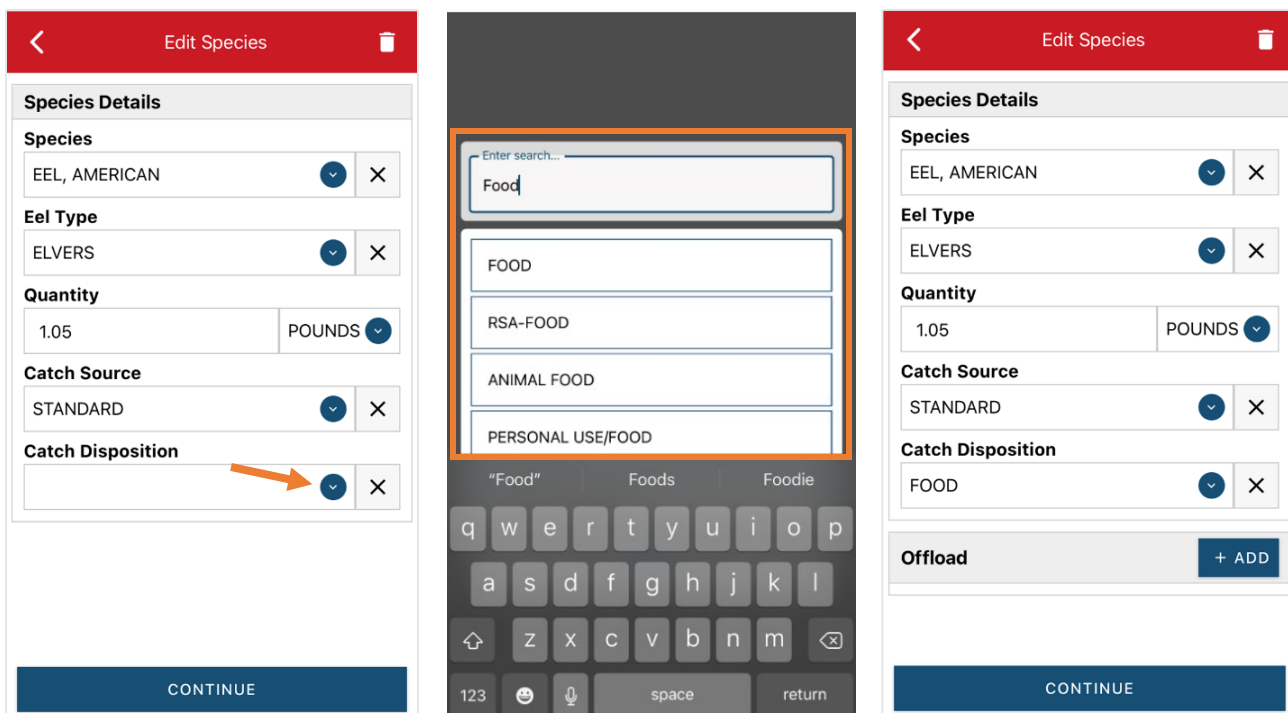 Edit Species
Species Details
Species
EEL, AMERICAN
Eel Type
ELVERS
Quantity
1.05 POUNDS
Catch Source
STANDARD
Catch Disposition
CONTINUE
Enter search...
Food
FOOD
RSA-FOOD
ANIMAL FOOD
PERSONAL USE/FOOD
"Food" Foods Foodie
q w e r t y u i o p
a s d f g h j k l
z x c v b n m
123 space return
Edit Species
Species Details
Species
EEL, AMERICAN
Eel Type
ELVERS
Quantity
1.05 POUNDS
Catch Source
STANDARD
Catch Disposition
FOOD
Offload + ADD
CONTINUE